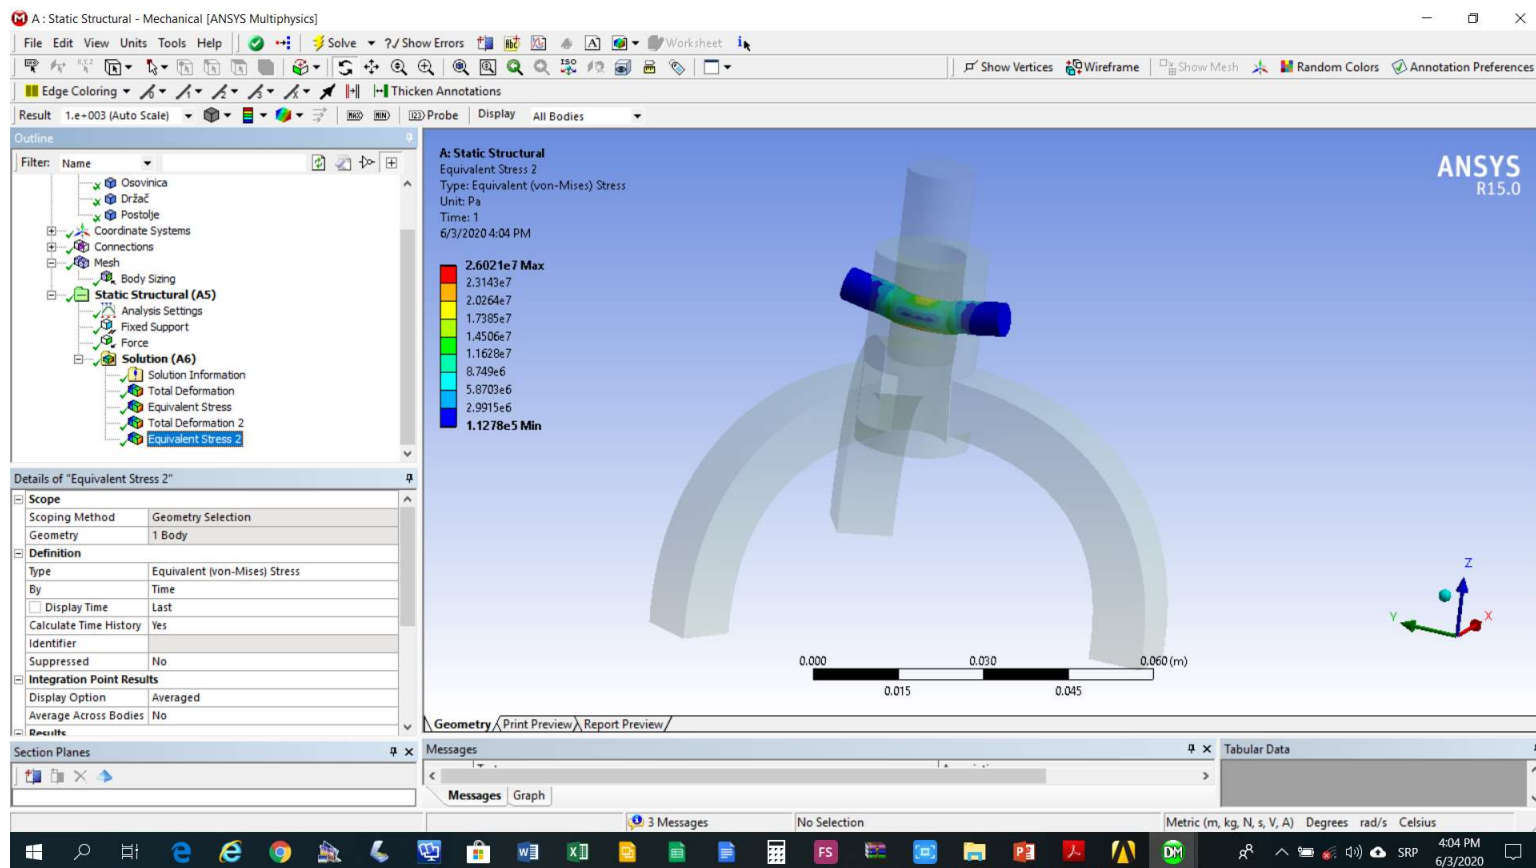 A : Static Structural - Mechanical [ANSYS Multiphysics]
File Edit View Units Tools Help Solve ?/ Show Errors Worksheet
Show Vertices Wireframe Show Mesh Random Colors Annotation Preferences
Edge Coloring Thicken Annotations
Result 1.e+003 (Auto Scale) Probe Display All Bodies
Outline
Filter: Name
Osovinica
Držač
Postolje
Coordinate Systems
Connections
Mesh
Body Sizing
Static Structural (A5)
Analysis Settings
Fixed Support
Force
Solution (A6)
Solution Information
Total Deformation
Equivalent Stress
Total Deformation 2
Equivalent Stress 2
Details of "Equivalent Stress 2"
Scope
Scoping Method Geometry Selection
Geometry 1 Body
Definition
Type Equivalent (von-Mises) Stress
By Time
Display Time Last
Calculate Time History Yes
Identifier
Suppressed No
Integration Point Results
Display Option Averaged
Average Across Bodies No
Results
Section Planes
A: Static Structural
Equivalent Stress 2
Type: Equivalent (von-Mises) Stress
Unit: Pa
Time: 1
6/3/2020 4:04 PM
2.6021e7 Max
2.3143e7
2.0264e7
1.7385e7
1.4506e7
1.1628e7
8.749e6
5.8703e6
2.9915e6
1.1278e5 Min
ANSYS
R15.0
Z
Y
X
0.000 0.030 0.060 (m)
0.015 0.045
Geometry Print Preview Report Preview
Messages
Messages Graph
Tabular Data
3 Messages No Selection Metric (m, kg, N, s, V, A) Degrees rad/s Celsius
FS
DM
SRP
4:04 PM
6/3/2020